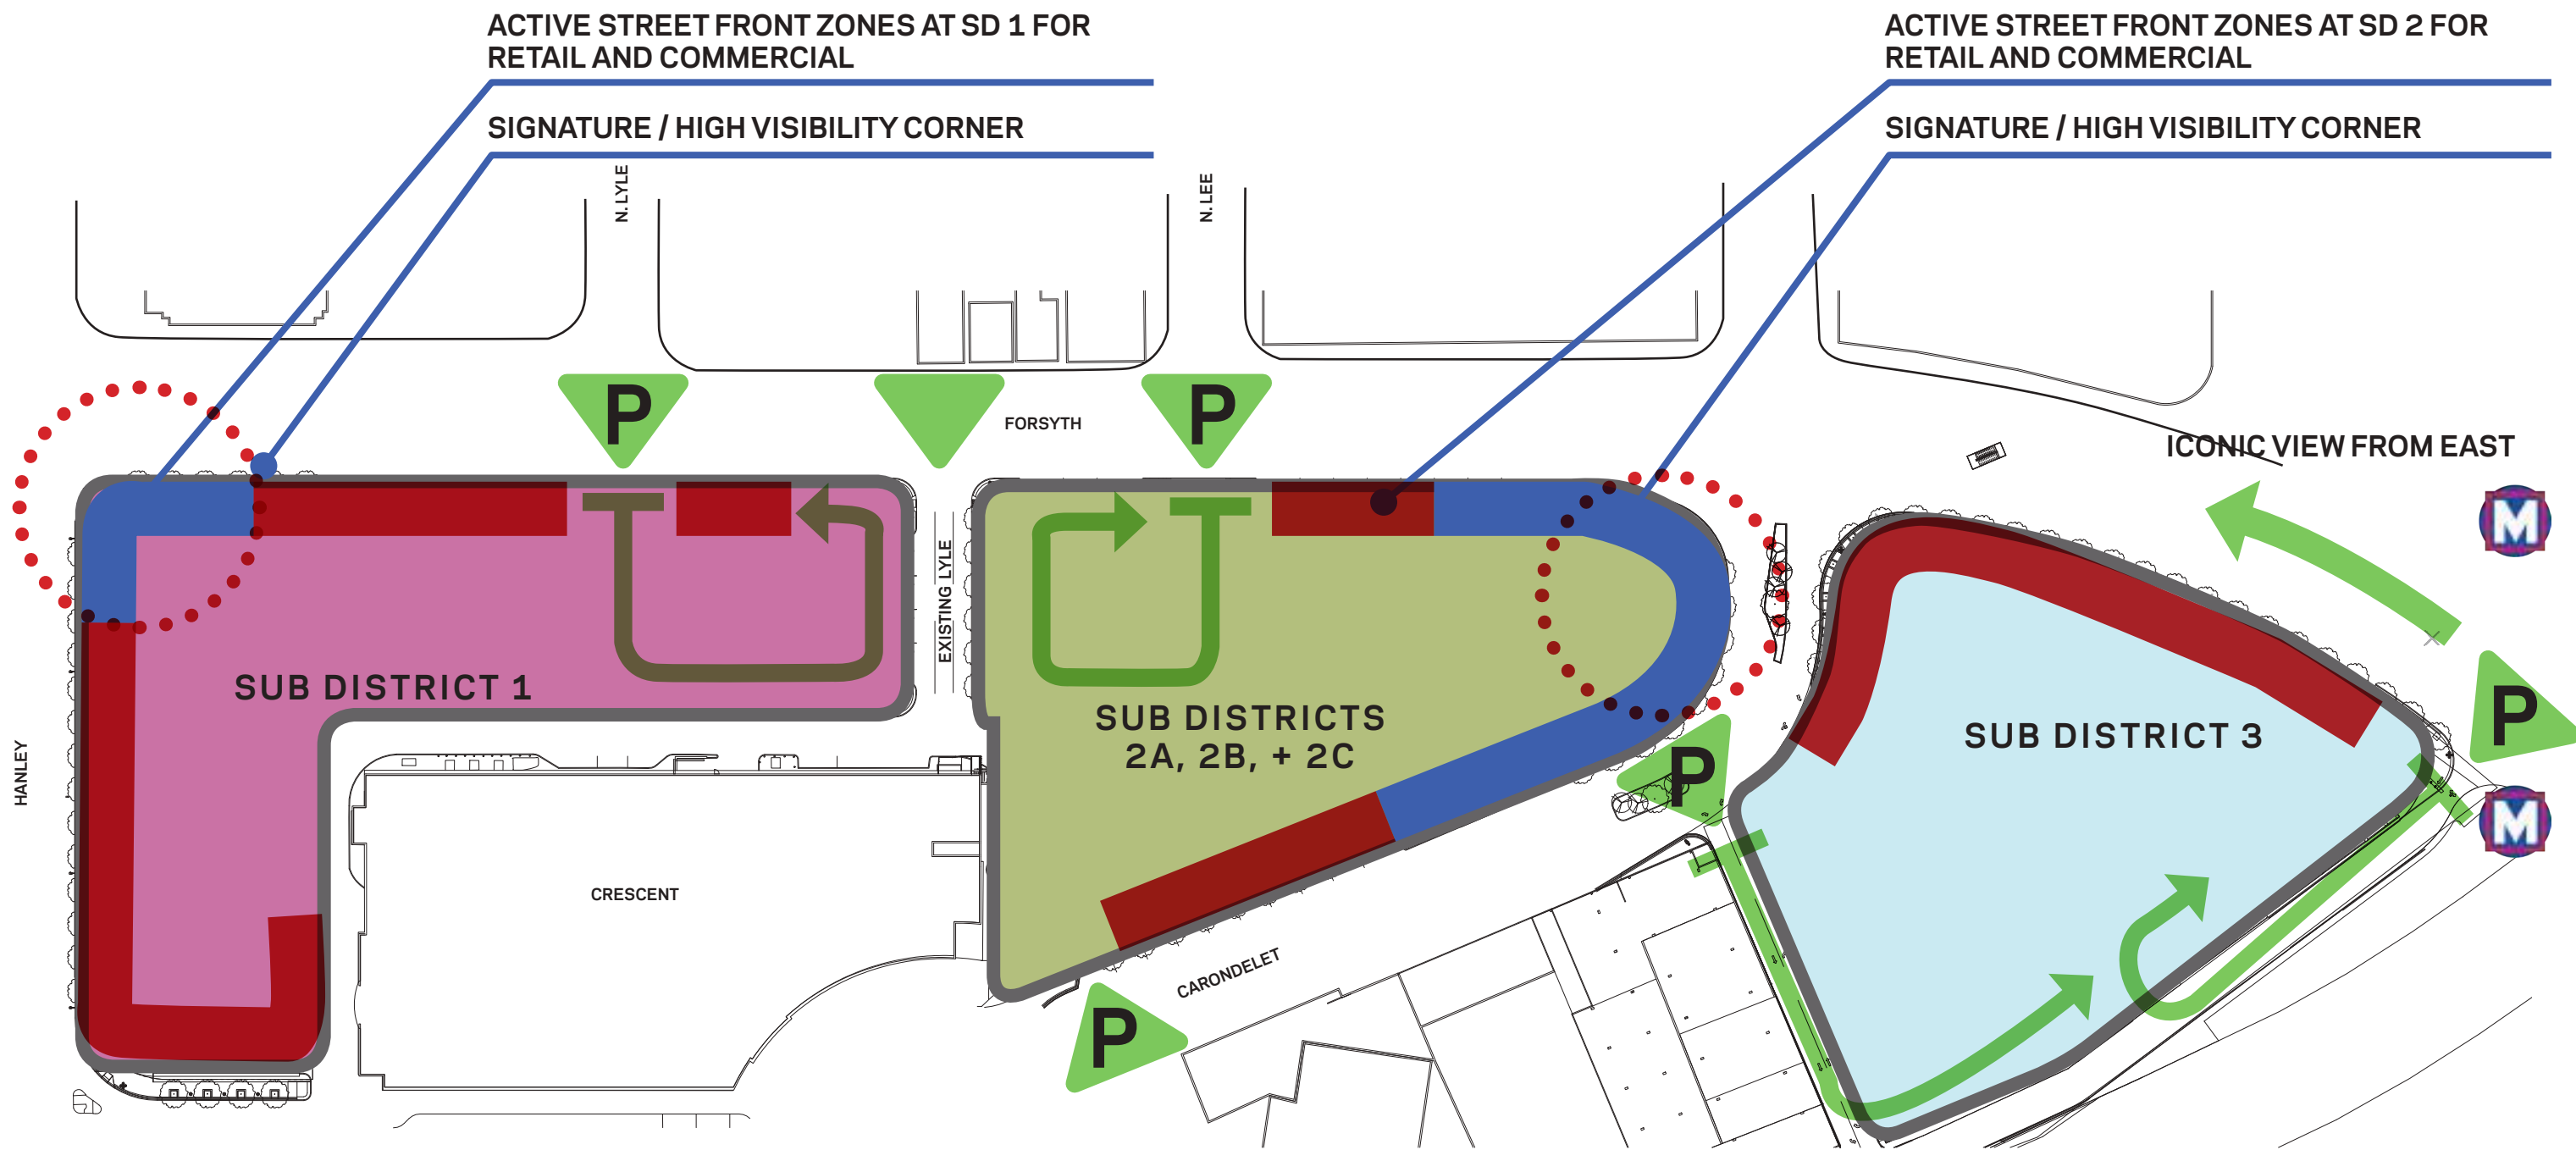 ACTIVE STREET FRONT ZONES AT SD 1 FOR
RETAIL AND COMMERCIAL
SIGNATURE / HIGH VISIBILITY CORNER
ACTIVE STREET FRONT ZONES AT SD 2 FOR
RETAIL AND COMMERCIAL
SIGNATURE / HIGH VISIBILITY CORNER
N. LYLE
N. LEE
P
P
FORSYTH
ICONIC VIEW FROM EAST
M
EXISTING LYLE
SUB DISTRICT 1
SUB DISTRICTS
2A, 2B, + 2C
SUB DISTRICT 3
P
P
M
HANLEY
CRESCENT
CARONDELET
P